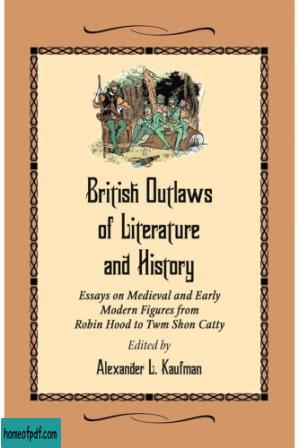 British Outlaws
of Literature
and History
Essays on Medieval and Early
Modern Figures from
Robin Hood to Twm Shon Catty
Edited by
Alexander L. Kaufman
homeofpdf.com